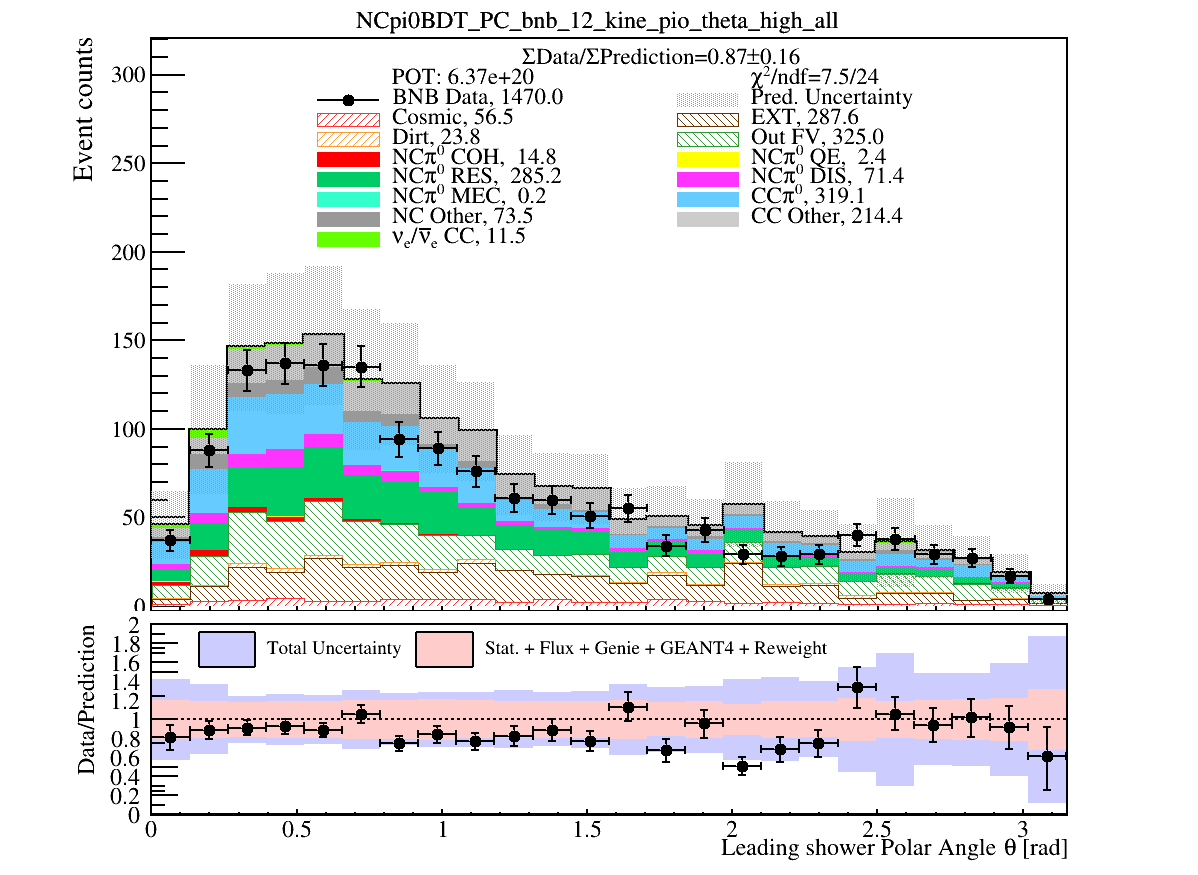 NCpi0BDT_PC_bnb_12_kine_pio_theta_high_all
ΣData/ΣPrediction=0.87±0.16
POT: 6.37e+20
χ²/ndf=7.5/24
BNB Data, 1470.0
Pred. Uncertainty
Cosmic, 56.5
EXT, 287.6
Dirt, 23.8
Out FV, 325.0
NCπ⁰ COH, 14.8
NCπ⁰ QE, 2.4
NCπ⁰ RES, 285.2
NCπ⁰ DIS, 71.4
NCπ⁰ MEC, 0.2
CCπ⁰, 319.1
NC Other, 73.5
CC Other, 214.4
νₑ/ν̅ₑ CC, 11.5
Event counts
300
250
200
150
100
50
0
Total Uncertainty
Stat. + Flux + Genie + GEANT4 + Reweight
Data/Prediction
2
1.8
1.6
1.4
1.2
1
0.8
0.6
0.4
0.2
0
0 0.5 1 1.5 2 2.5 3
Leading shower Polar Angle θ [rad]